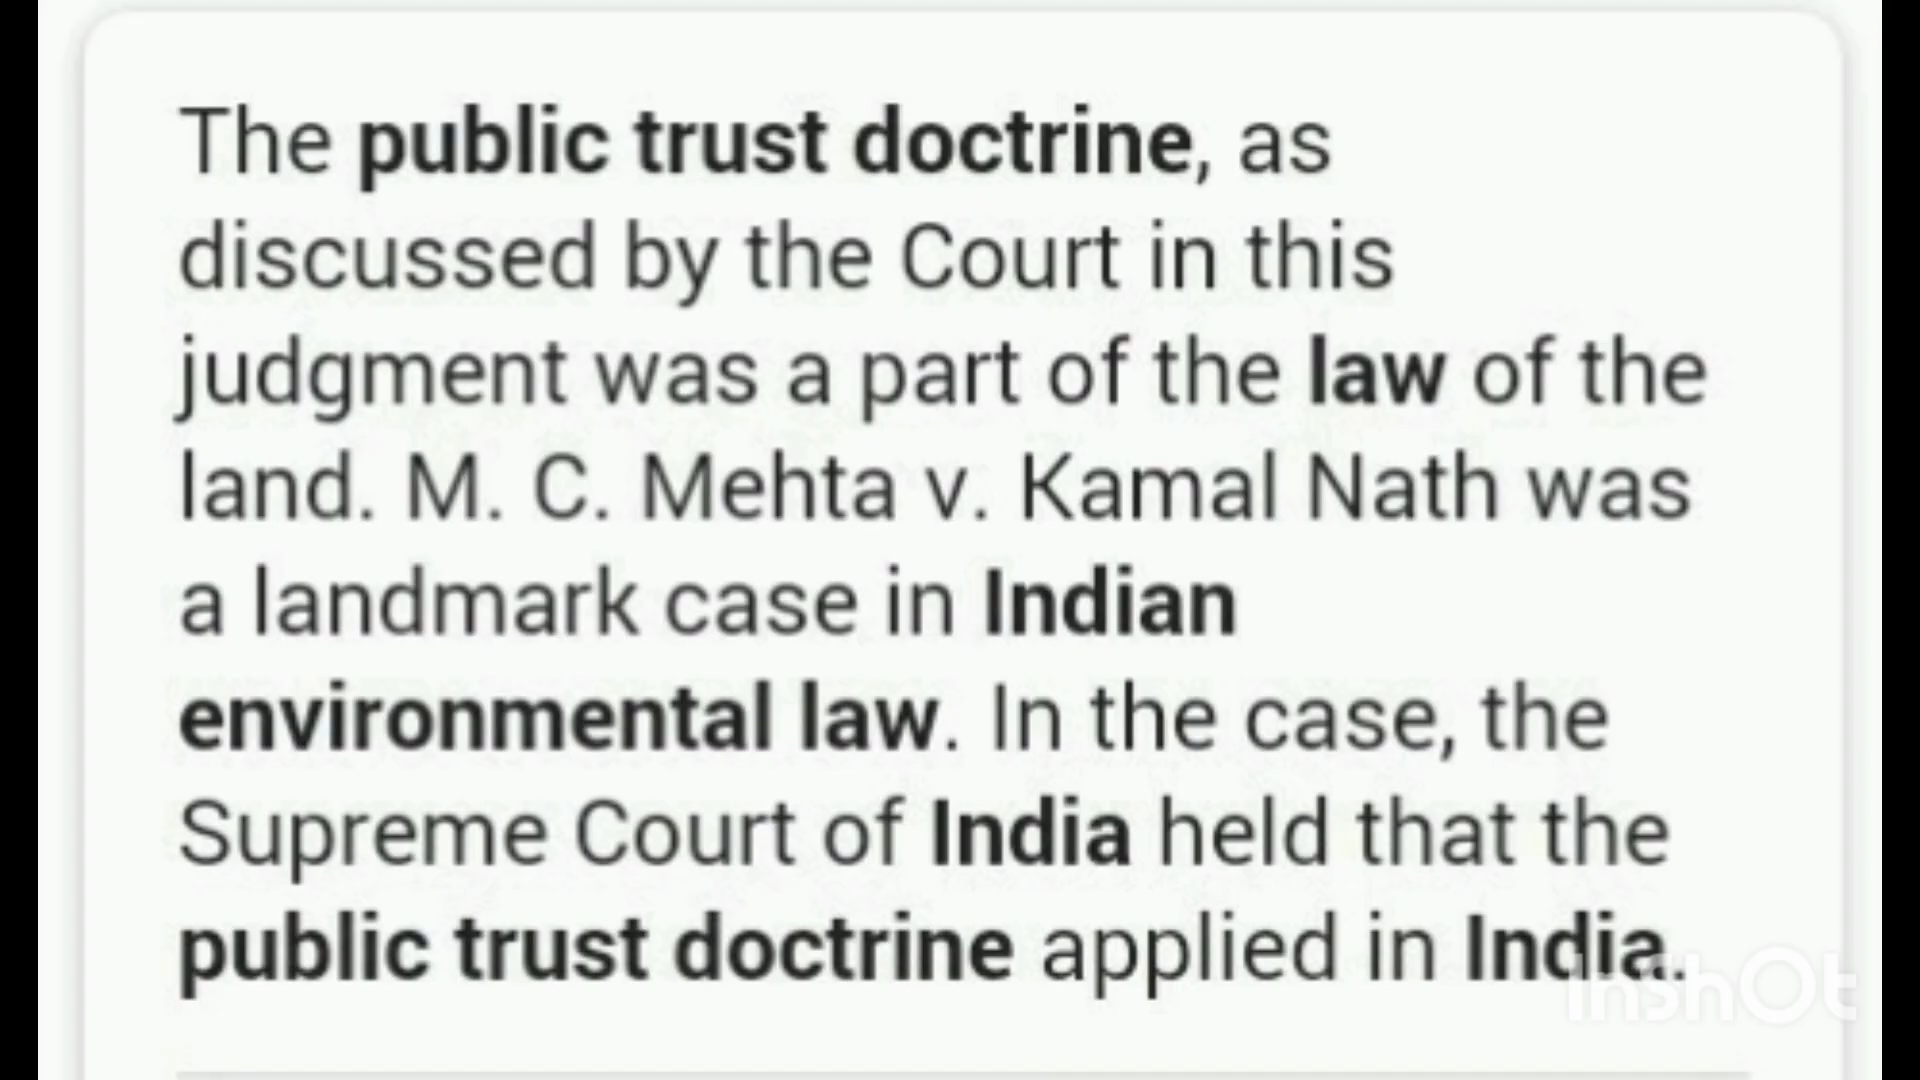 The public trust doctrine, as
discussed by the Court in this
judgment was a part of the law of the
land. M. C. Mehta v. Kamal Nath was
a landmark case in Indian
environmental law. In the case, the
Supreme Court of India held that the
public trust doctrine applied in India.
InShOt